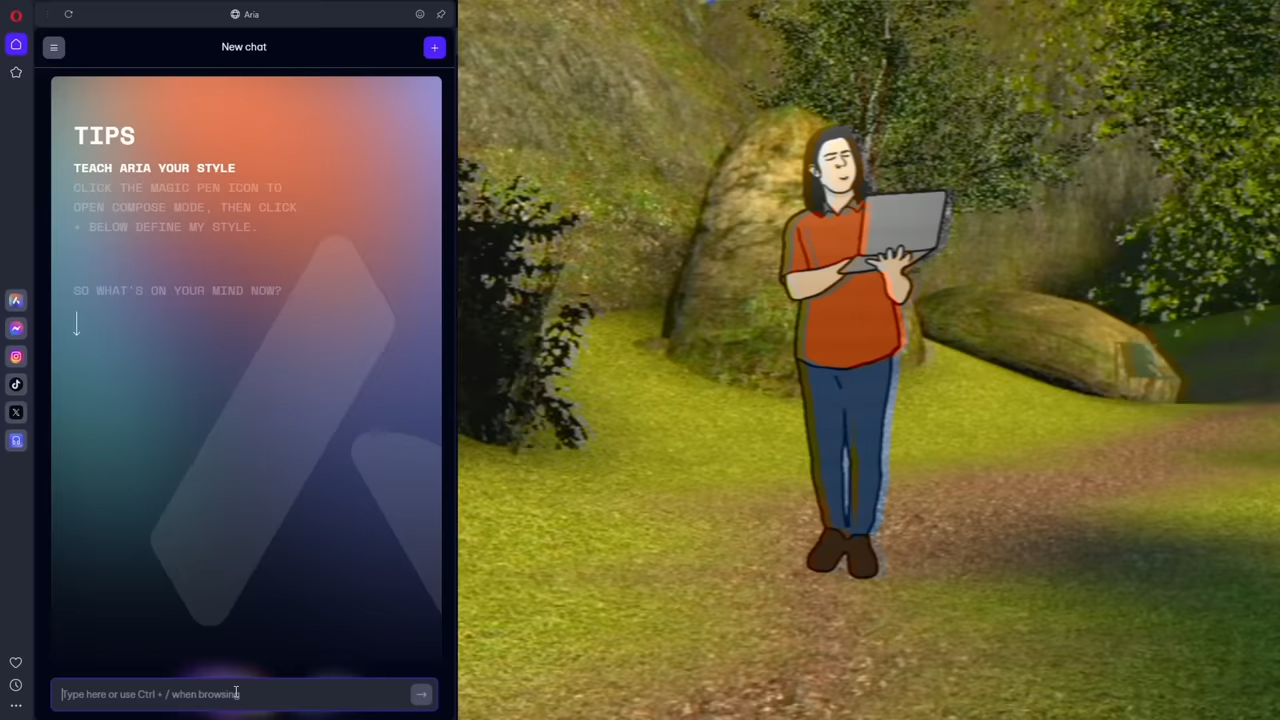 Aria
New chat
TIPS
TEACH ARIA YOUR STYLE
CLICK THE MAGIC PEN ICON TO
OPEN COMPOSE MODE, THEN CLICK
+ BELOW DEFINE MY STYLE.
SO WHAT`S ON YOUR MIND NOW?
Type here or use Ctrl + / when browsing